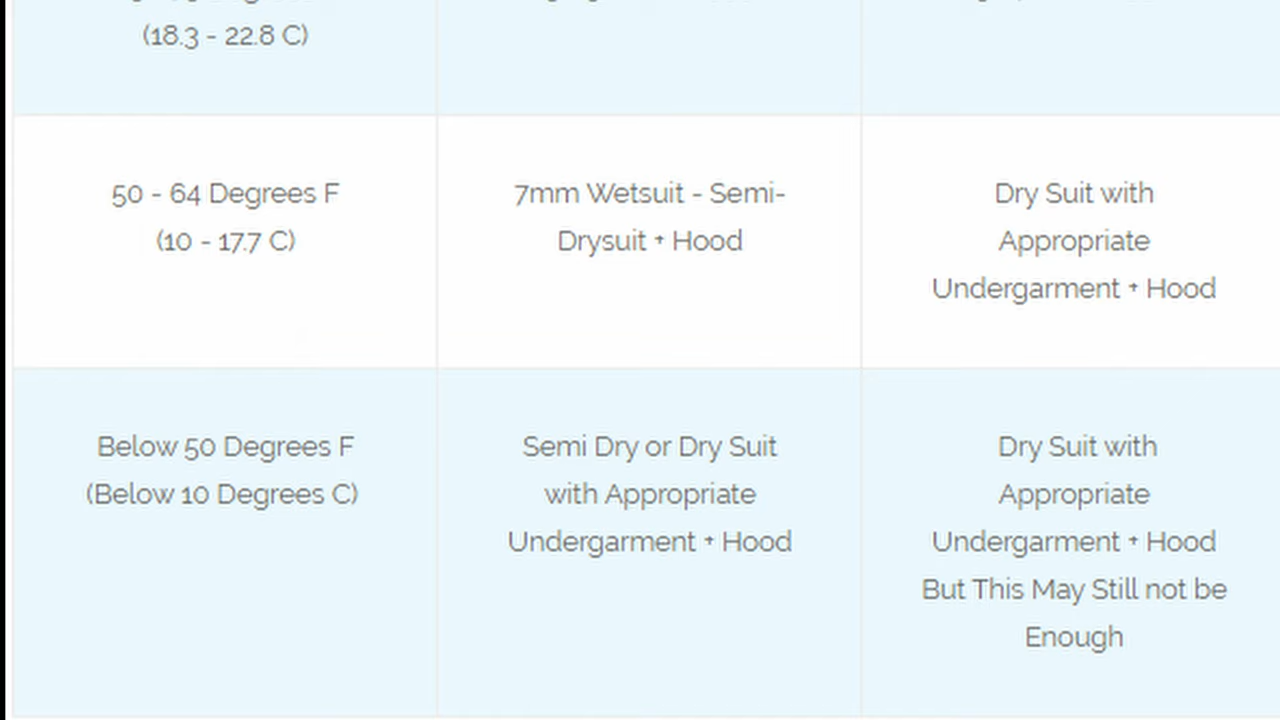 (18.3 - 22.8 C)
50 - 64 Degrees F
(10 - 17.7 C)
7mm Wetsuit - Semi-
Drysuit + Hood
Dry Suit with
Appropriate
Undergarment + Hood
Below 50 Degrees F
(Below 10 Degrees C)
Semi Dry or Dry Suit
with Appropriate
Undergarment + Hood
Dry Suit with
Appropriate
Undergarment + Hood
But This May Still not be
Enough